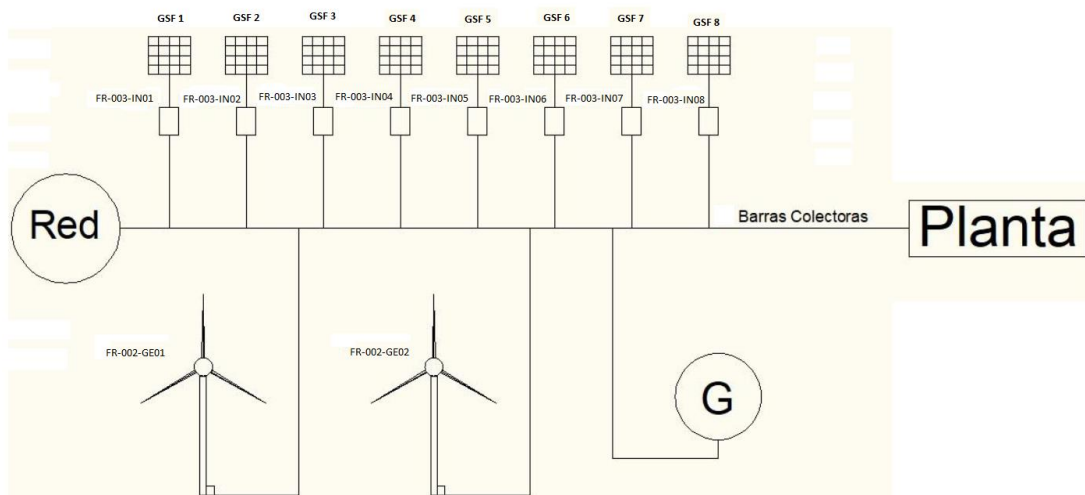 GSF 1
GSF 2
GSF 3
GSF 4
GSF 5
GSF 6
GSF 7
GSF 8
FR-003-IN01
FR-003-IN02
FR-003-IN03
FR-003-IN04
FR-003-IN05
FR-003-IN06
FR-003-IN07
FR-003-IN08
Red
Barras Colectoras
Planta
FR-002-GE01
FR-002-GE02
G